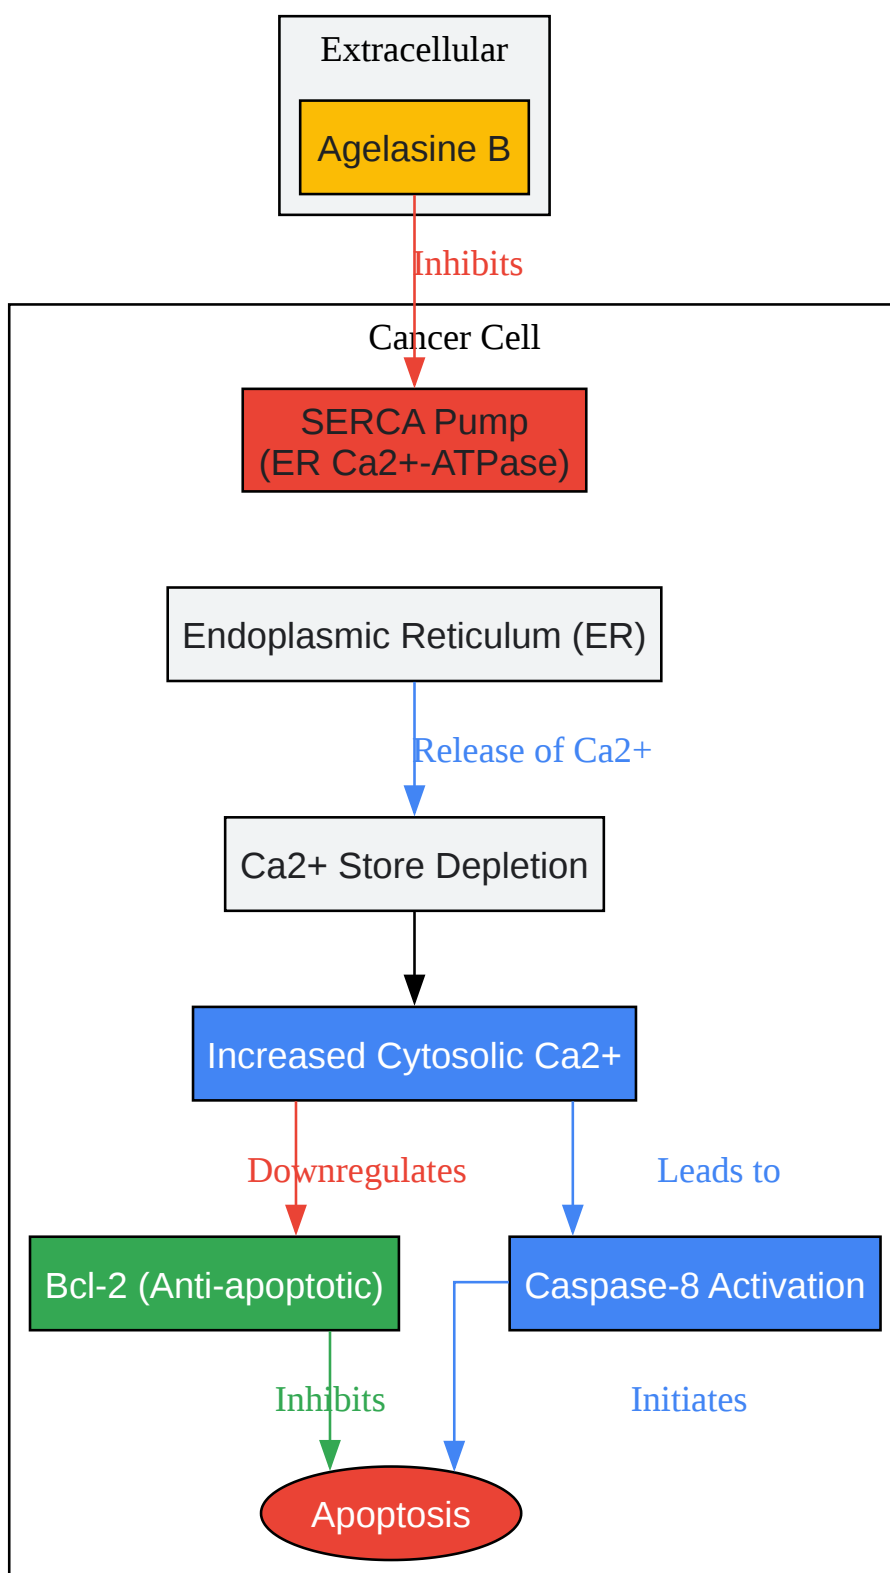 Extracellular
Agelasine B
Inhibits
Cancer Cell
SERCA Pump
(ER Ca2+-ATPase)
Endoplasmic Reticulum (ER)
Release of Ca2+
Ca2+ Store Depletion
Increased Cytosolic Ca2+
Downregulates
Leads to
Bcl-2 (Anti-apoptotic)
Caspase-8 Activation
Inhibits
Initiates
Apoptosis